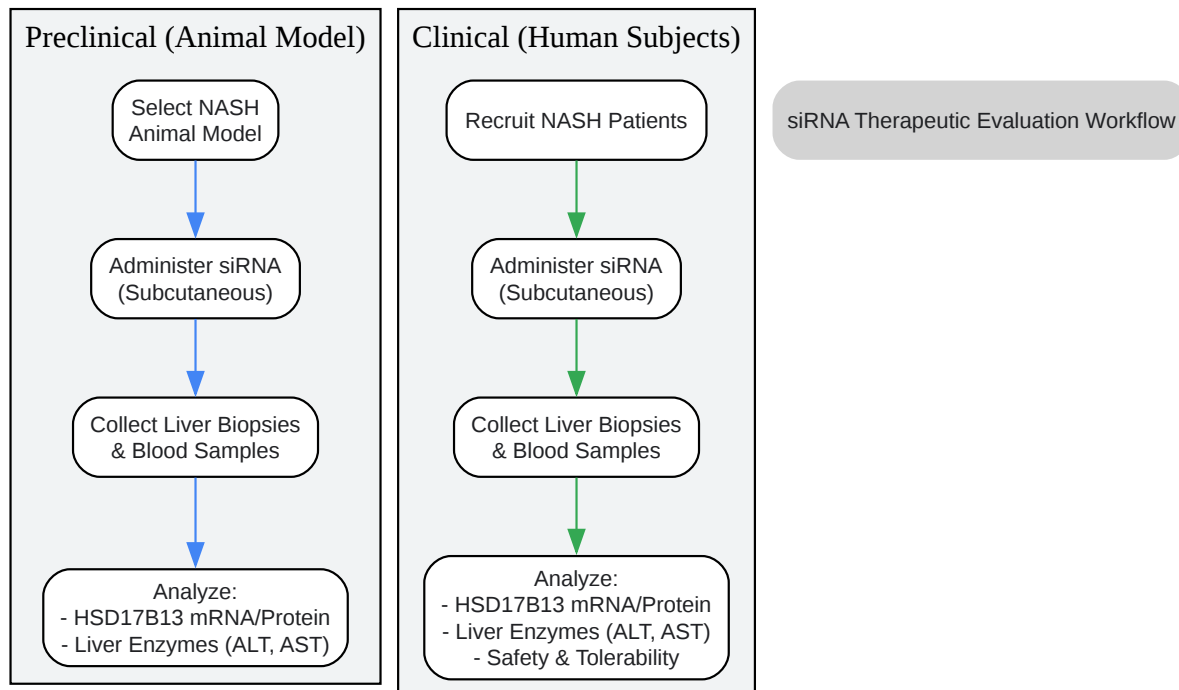 Preclinical (Animal Model)
Select NASH
Animal Model
Administer siRNA
(Subcutaneous)
Collect Liver Biopsies
& Blood Samples
Analyze:
- HSD17B13 mRNA/Protein
- Liver Enzymes (ALT, AST)
Clinical (Human Subjects)
Recruit NASH Patients
Administer siRNA
(Subcutaneous)
Collect Liver Biopsies
& Blood Samples
Analyze:
- HSD17B13 mRNA/Protein
- Liver Enzymes (ALT, AST)
- Safety & Tolerability
siRNA Therapeutic Evaluation Workflow